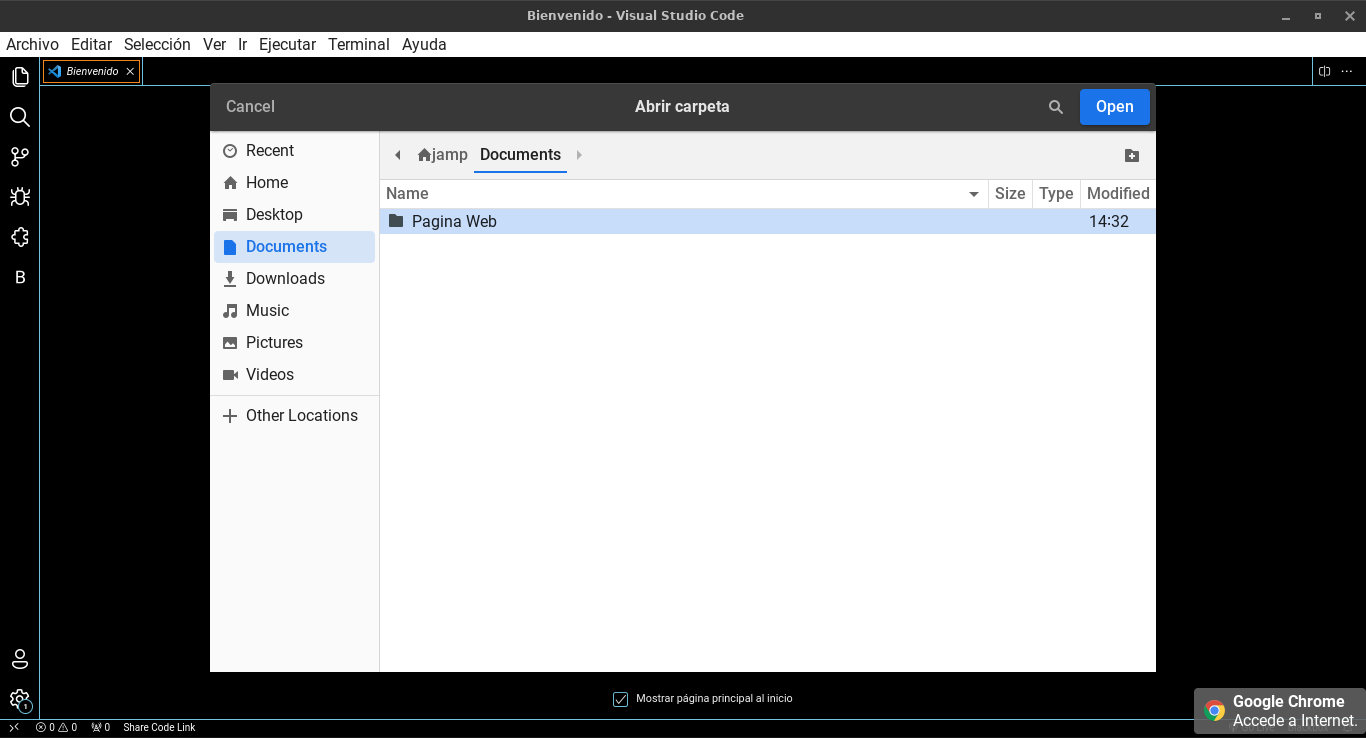 Bienvenido - Visual Studio Code
Archivo Editar Selección Ver Ir Ejecutar Terminal Ayuda
Bienvenido
Cancel Abrir carpeta Open
Recent
Home
Desktop
Documents
Downloads
Music
Pictures
Videos
Other Locations
jamp Documents
Name Size Type Modified
Pagina Web 14:32
B
Mostrar página principal al inicio
1
Google Chrome
Accede a Internet.
0 0 0 Share Code Link